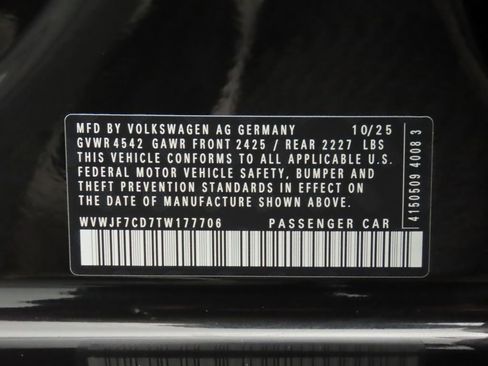 MFD BY VOLKSWAGEN AG GERMANY 10/25
GVWR 4542 GAWR FRONT 2425 / REAR 2227 LBS
THIS VEHICLE CONFORMS TO ALL APPLICABLE U.S.
FEDERAL MOTOR VEHICLE SAFETY, BUMPER AND
THEFT PREVENTION STANDARDS IN EFFECT ON
THE DATE OF MANUFACTURE SHOWN ABOVE.
WVWJF7CD7TW177706 PASSENGER CAR
4150509 4008 3